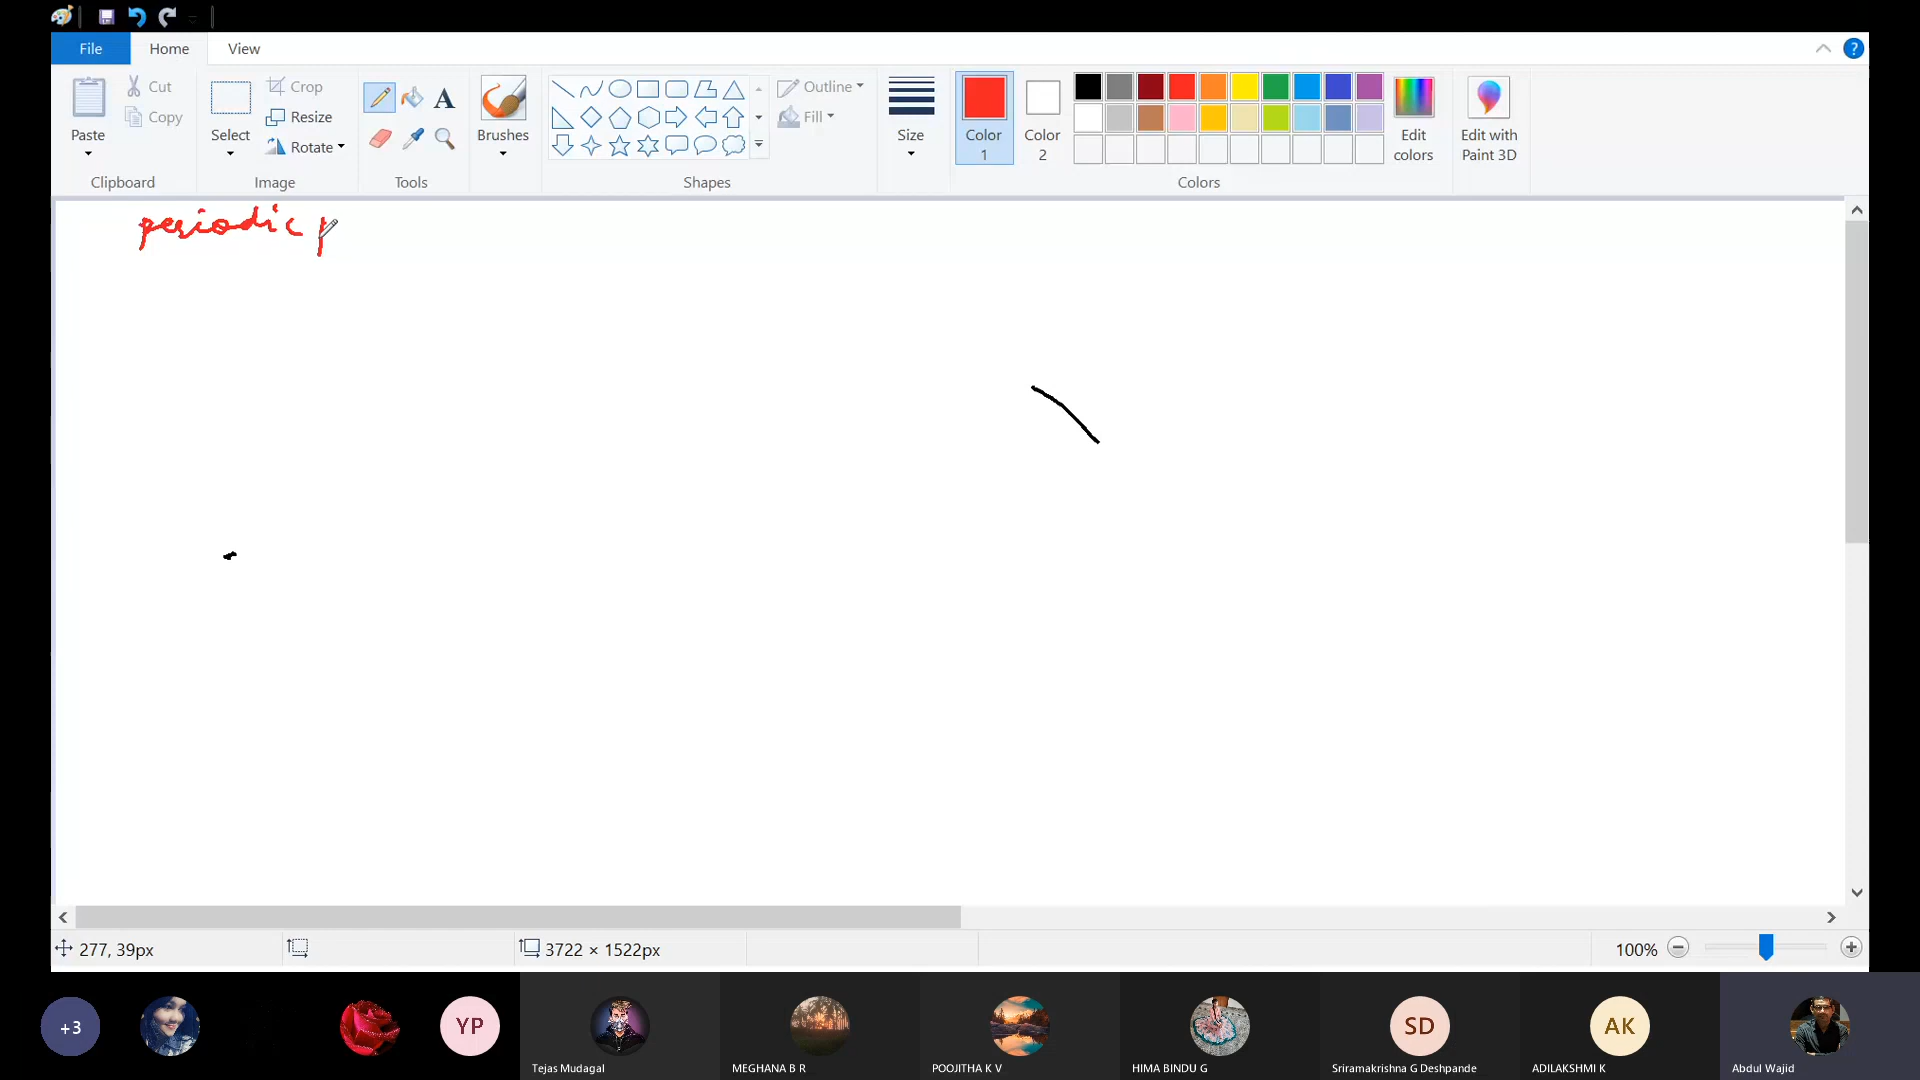 File Home View
Paste Cut Copy Select Crop Resize Rotate Brushes Outline Fill Size Color 1 Color 2 Edit colors Edit with Paint 3D
Clipboard Image Tools Shapes Colors
periodic p
277, 39px 3722 × 1522px 100%
+3 YP SD AK
Tejas Mudagal MEGHANA B R POOJITHA K V HIMA BINDU G Sriramakrishna G Deshpande ADILAKSHMI K Abdul Wajid